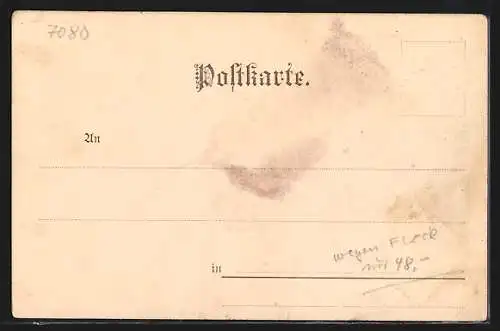 7080
Postkarte.
An
wegen Fleck
nur 48,-
in